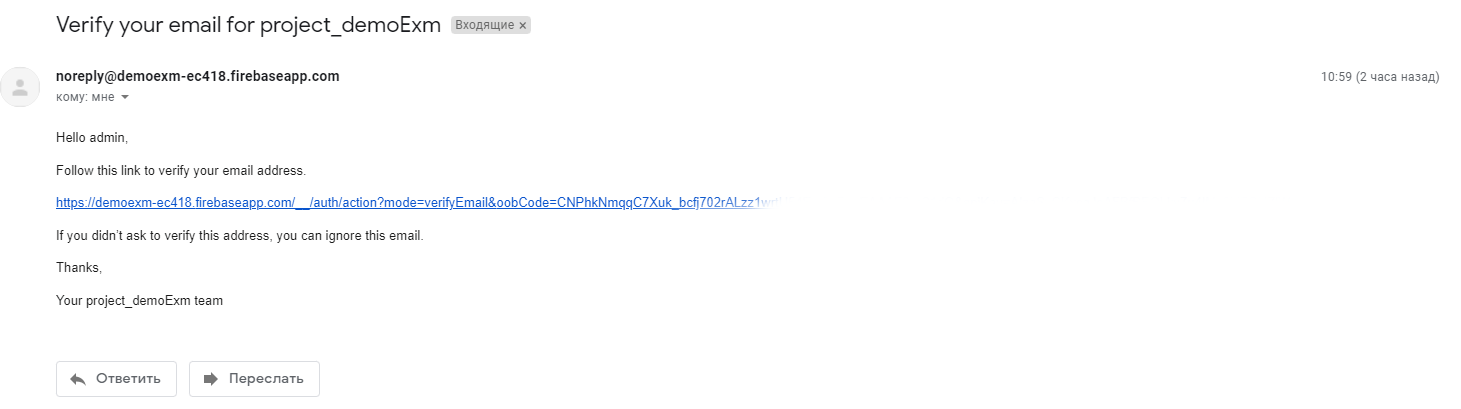 Verify your email for project_demoExm Входящие ×
noreply@demoexm-ec418.firebaseapp.com 10:59 (2 часа назад)
кому: мне
Hello admin,
Follow this link to verify your email address.
https://demoexm-ec418.firebaseapp.com/__/auth/action?mode=verifyEmail&oobCode=CNPhkNmqqC7Xuk_bcfj702rALzz1w
If you didn't ask to verify this address, you can ignore this email.
Thanks,
Your project_demoExm team
Ответить Переслать